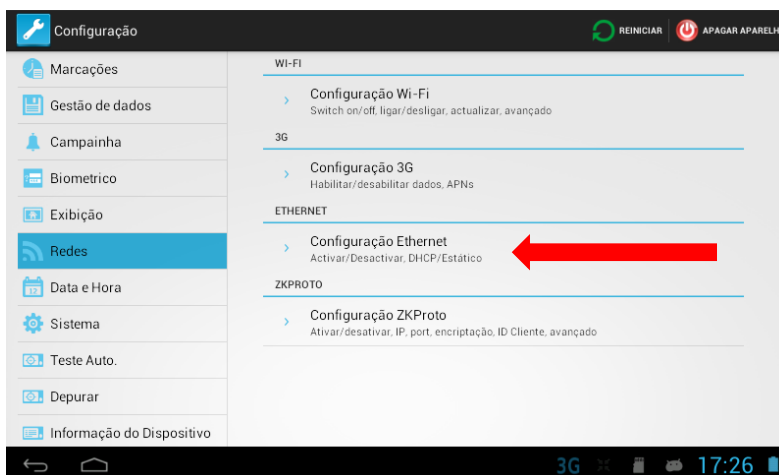 Configuração
REINICIAR
APAGAR APARELH
Marcações
Gestão de dados
Campainha
Biometrico
Exibição
Redes
Data e Hora
12
Sistema
Teste Auto.
Depurar
Informação do Dispositivo
WI-FI
Configuração Wi-Fi
Switch on/off, ligar/desligar, actualizar, avançado
3G
Configuração 3G
Habilitar/desabilitar dados, APNs
ETHERNET
Configuração Ethernet
Activar/Desactivar, DHCP/Estático
ZKPROTO
Configuração ZKProto
Ativar/desativar, IP, port, encriptação, ID Cliente, avançado
3G
17:26